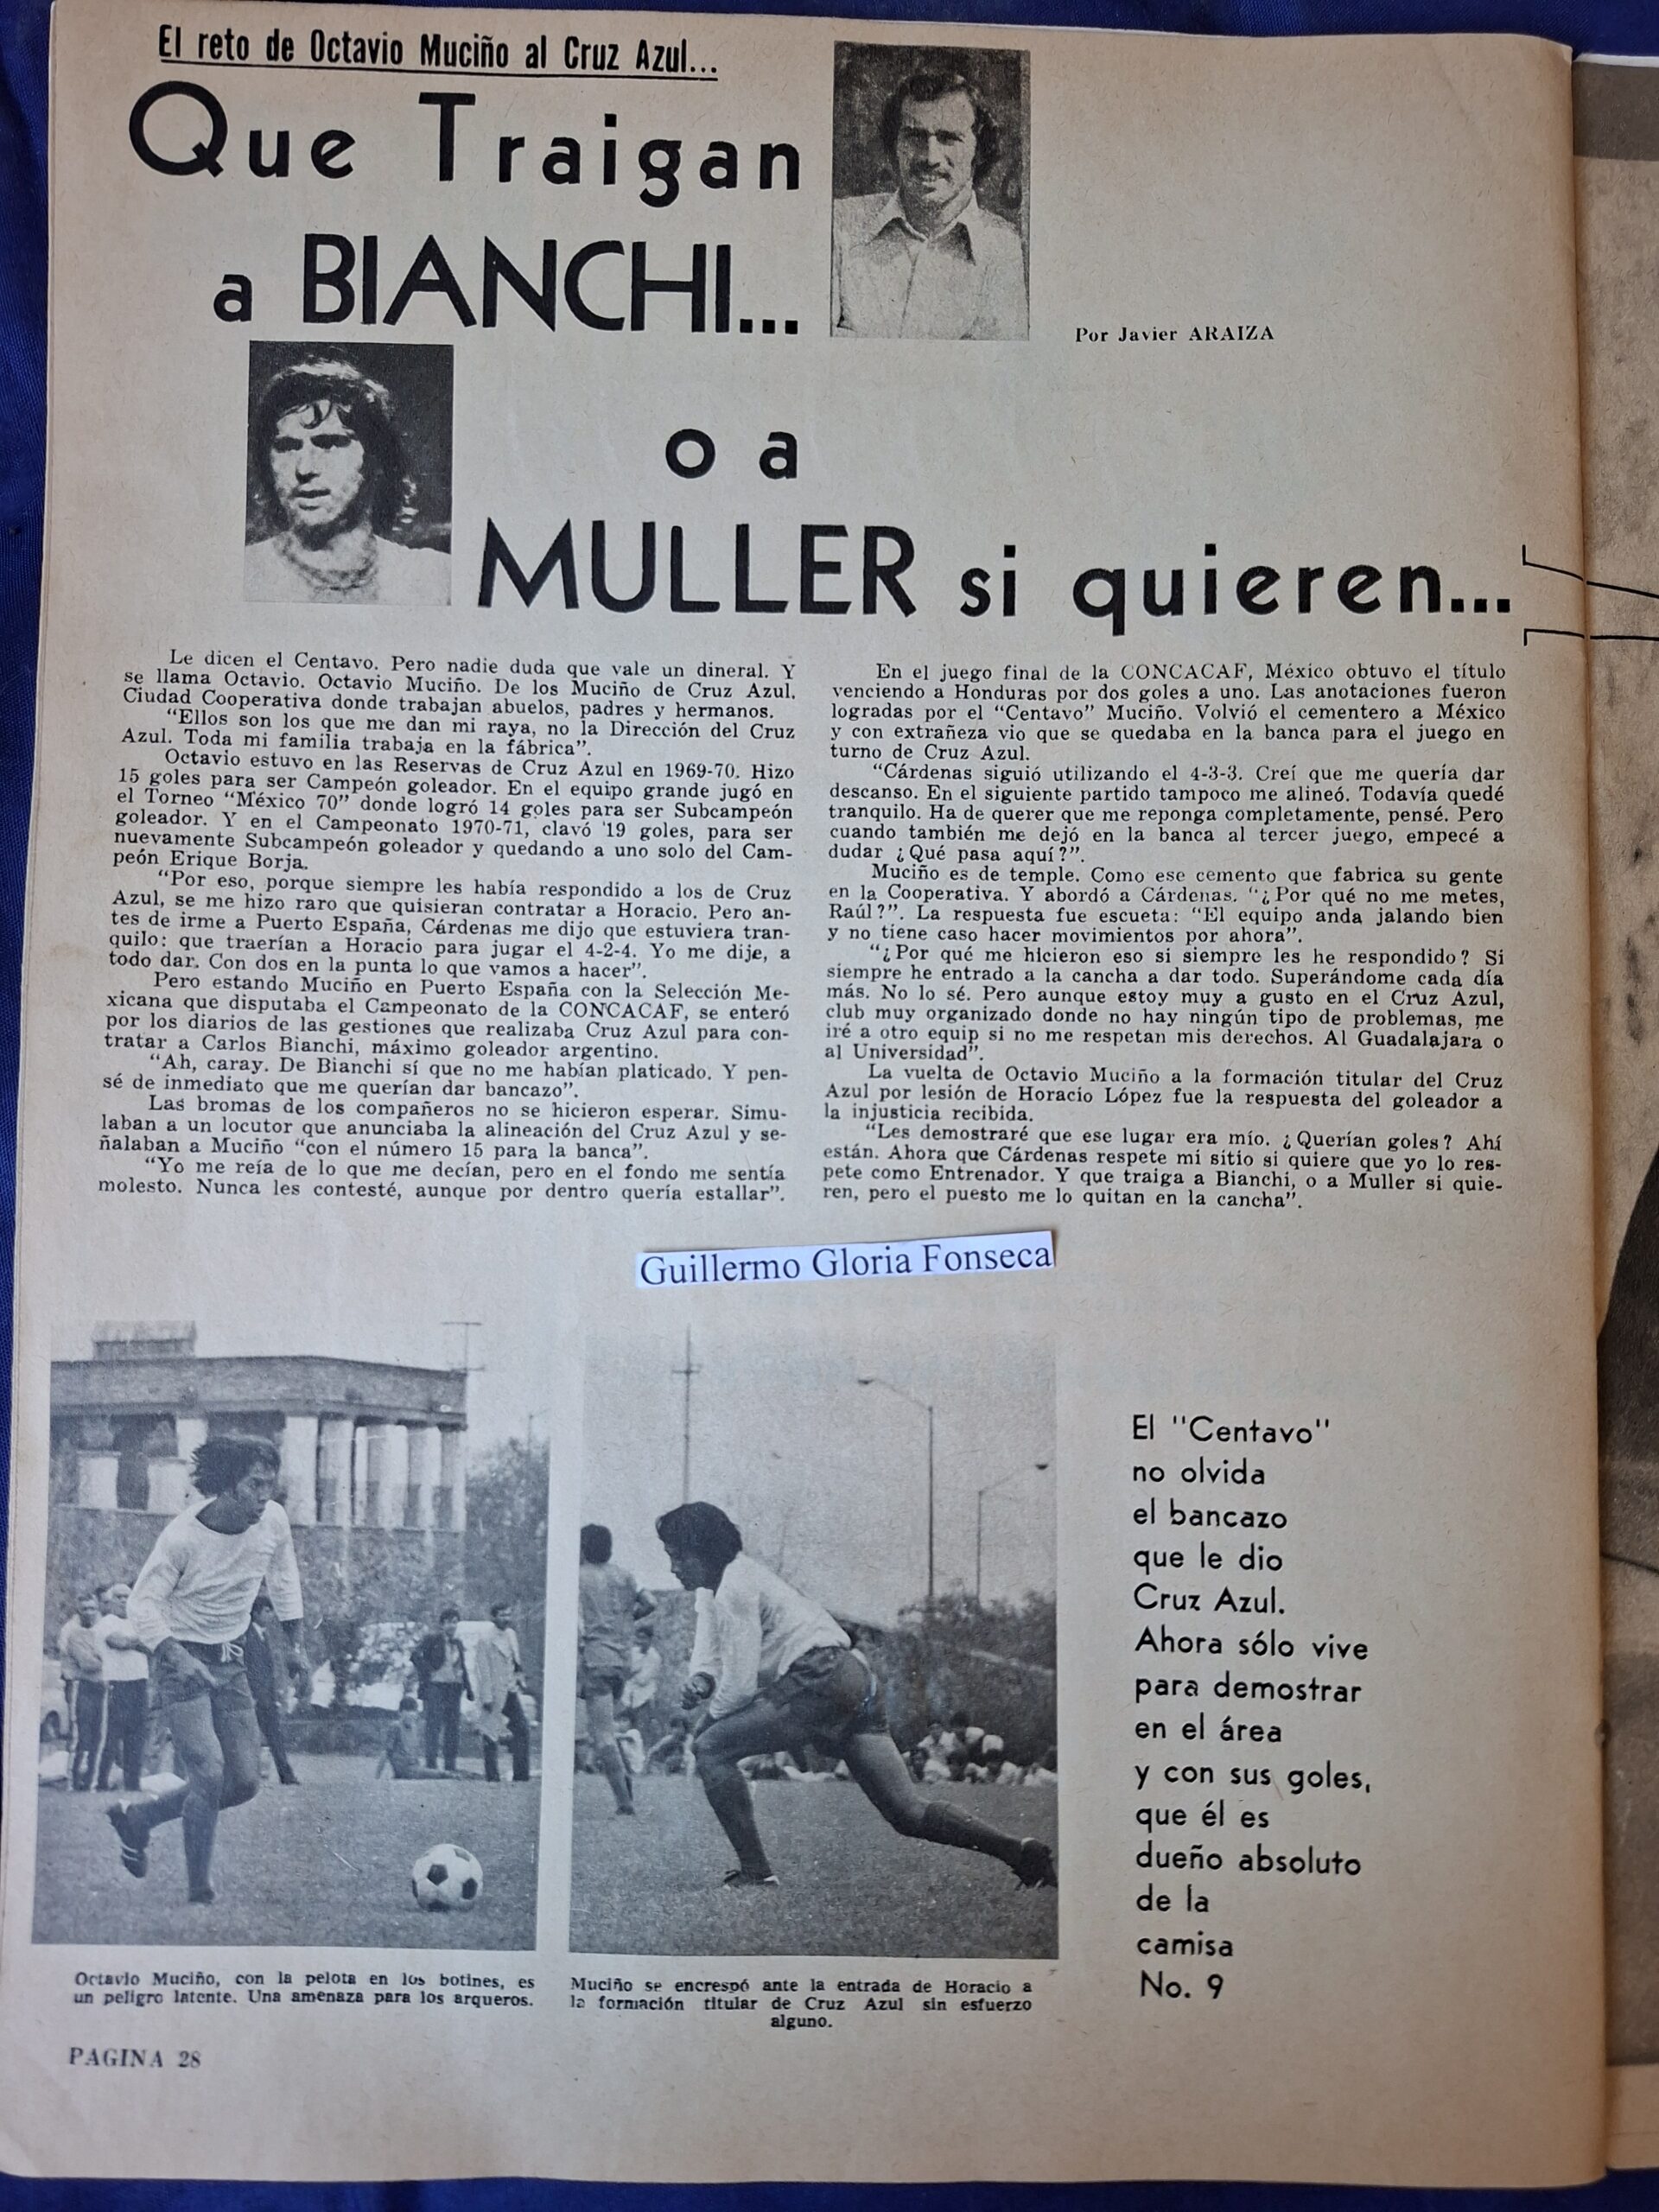 El reto de Octavio Muciño al Cruz Azul...
Que Traigan
a BIANCHI...
Por Javier ARAIZA
o a
MULLER si quieren...
Le dicen el Centavo. Pero nadie duda que vale un dineral. Y
se llama Octavio. Octavio Muciño. De los Muciño de Cruz Azul.
Ciudad Cooperativa donde trabajan abuelos, padres y hermanos.
“Ellos son los que me dan mi raya, no la Dirección del Cruz
Azul. Toda mi familia trabaja en la fábrica”.
Octavio estuvo en las Reservas de Cruz Azul en 1969-70. Hizo
15 goles para ser Campeón goleador. En el equipo grande jugó en
el Torneo “México 70” donde logró 14 goles para ser Subcampeón
goleador. Y en el Campeonato 1970-71, clavó 19 goles, para ser
nuevamente Subcampeón goleador y quedando a uno solo del Cam-
peón Erique Borja.
“Por eso, porque siempre les había respondido a los de Cruz
Azul, se me hizo raro que quisieran contratar a Horacio. Pero an-
tes de irme a Puerto España, Cárdenas me dijo que estuviera tran-
quilo: que traerían a Horacio para jugar el 4-2-4. Yo me dije, a
todo dar. Con dos en la punta lo que vamos a hacer”.
Pero estando Muciño en Puerto España con la Selección Me-
xicana que disputaba el Campeonato de la CONCACAF, se enteró
por los diarios de las gestiones que realizaba Cruz Azul para con-
tratar a Carlos Bianchi, máximo goleador argentino.
“Ah, caray. De Bianchi sí que no me habían platicado. Y pen-
sé de inmediato que me querían dar bancazo”.
Las bromas de los compañeros no se hicieron esperar. Simu-
laban a un locutor que anunciaba la alineación del Cruz Azul y se-
ñalaban a Muciño “con el número 15 para la banca”.
“Yo me reía de lo que me decían, pero en el fondo me sentía
molesto. Nunca les contesté, aunque por dentro quería estallar”.
En el juego final de la CONCACAF, México obtuvo el título
venciendo a Honduras por dos goles a uno. Las anotaciones fueron
logradas por el “Centavo” Muciño. Volvió el cementero a México
y con extrañeza vio que se quedaba en la banca para el juego en
turno de Cruz Azul.
“Cárdenas siguió utilizando el 4-3-3. Creí que me quería dar
descanso. En el siguiente partido tampoco me alineó. Todavía quedé
tranquilo. Ha de querer que me reponga completamente, pensé. Pero
cuando también me dejó en la banca al tercer juego, empecé a
dudar ¿Qué pasa aquí?”.
Muciño es de temple. Como ese cemento que fabrica su gente
en la Cooperativa. Y abordó a Cárdenas. “¿Por qué no me metes,
Raúl?”. La respuesta fue escueta: “El equipo anda jalando bien
y no tiene caso hacer movimientos por ahora”.
“¿Por qué me hicieron eso si siempre les he respondido? Si
siempre he entrado a la cancha a dar todo. Superándome cada día
más. No lo sé. Pero aunque estoy muy a gusto en el Cruz Azul,
club muy organizado donde no hay ningún tipo de problemas, me
iré a otro equip si no me respetan mis derechos. Al Guadalajara o
al Universidad”.
La vuelta de Octavio Muciño a la formación titular del Cruz
Azul por lesión de Horacio López fue la respuesta del goleador a
la injusticia recibida.
“Les demostraré que ese lugar era mío. ¿Querían goles? Ahí
están. Ahora que Cárdenas respete mi sitio si quiere que yo lo res-
pete como Entrenador. Y que traiga a Bianchi, o a Muller si quie-
ren, pero el puesto me lo quitan en la cancha”.
Guillermo Gloria Fonseca
El "Centavo"
no olvida
el bancazo
que le dio
Cruz Azul.
Ahora sólo vive
para demostrar
en el área
y con sus goles,
que él es
dueño absoluto
de la
camisa
No. 9
Octavio Muciño, con la pelota en los botines, es
un peligro latente. Una amenaza para los arqueros.
Muciño se encrespó ante la entrada de Horacio a
la formación titular de Cruz Azul sin esfuerzo
alguno.
PAGINA 28